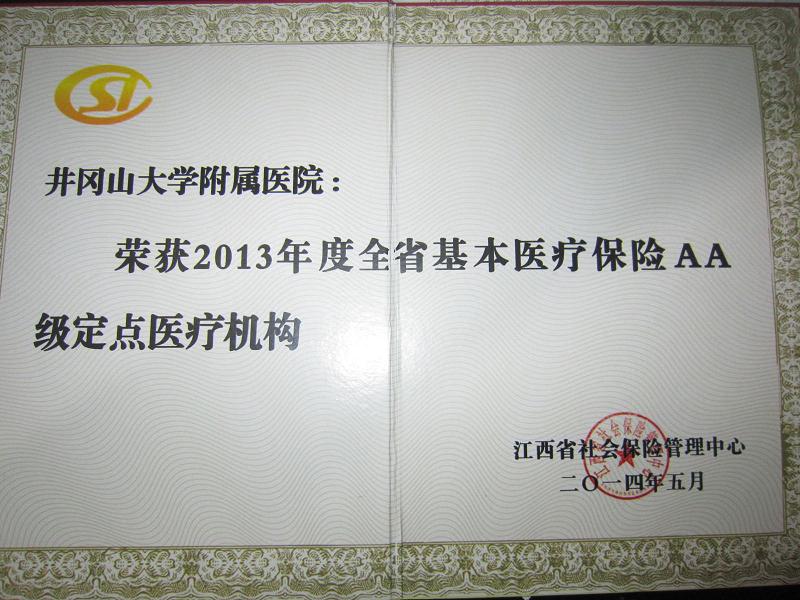 井冈山大学附属医院：
荣获2013年度全省基本医疗保险AA
级定点医疗机构
江西省社会保险管理中心
二〇一四年五月